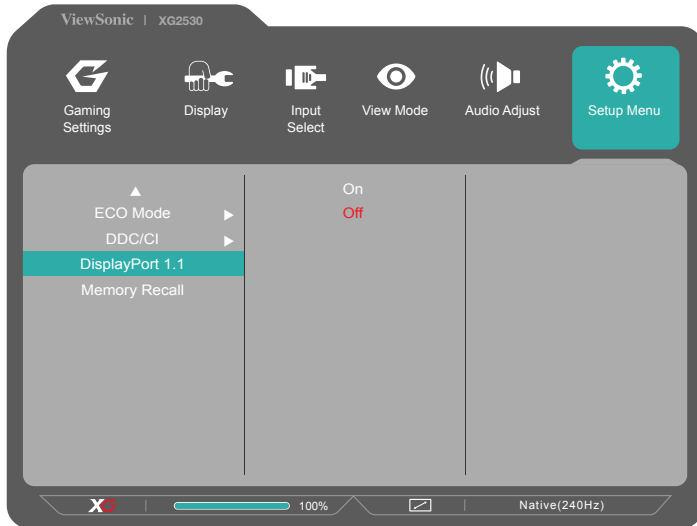 ViewSonic | XG2530
Gaming Settings
Display
Input Select
View Mode
Audio Adjust
Setup Menu
ECO Mode
DDC/CI
DisplayPort 1.1
Memory Recall
On
Off
XG
100%
Native(240Hz)